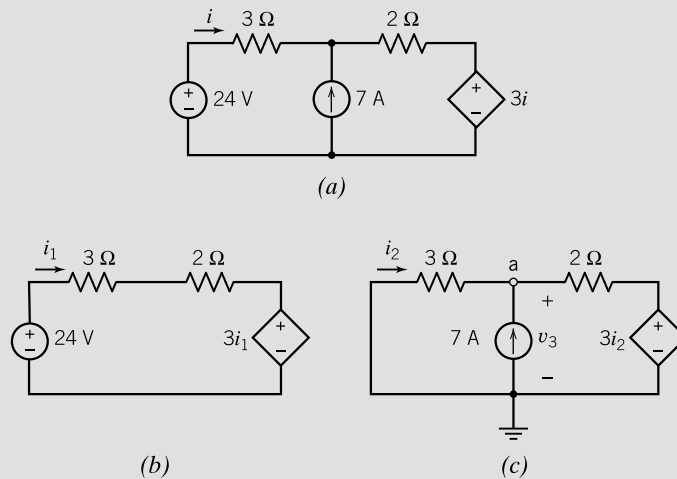 i 3 Ω 2 Ω
+ − 24 V 7 A + − 3i
(a)
i₁ 3 Ω 2 Ω
+ − 24 V 3i₁ + −
(b)
i₂ 3 Ω a 2 Ω
7 A + v₃ − 3i₂ + −
(c)